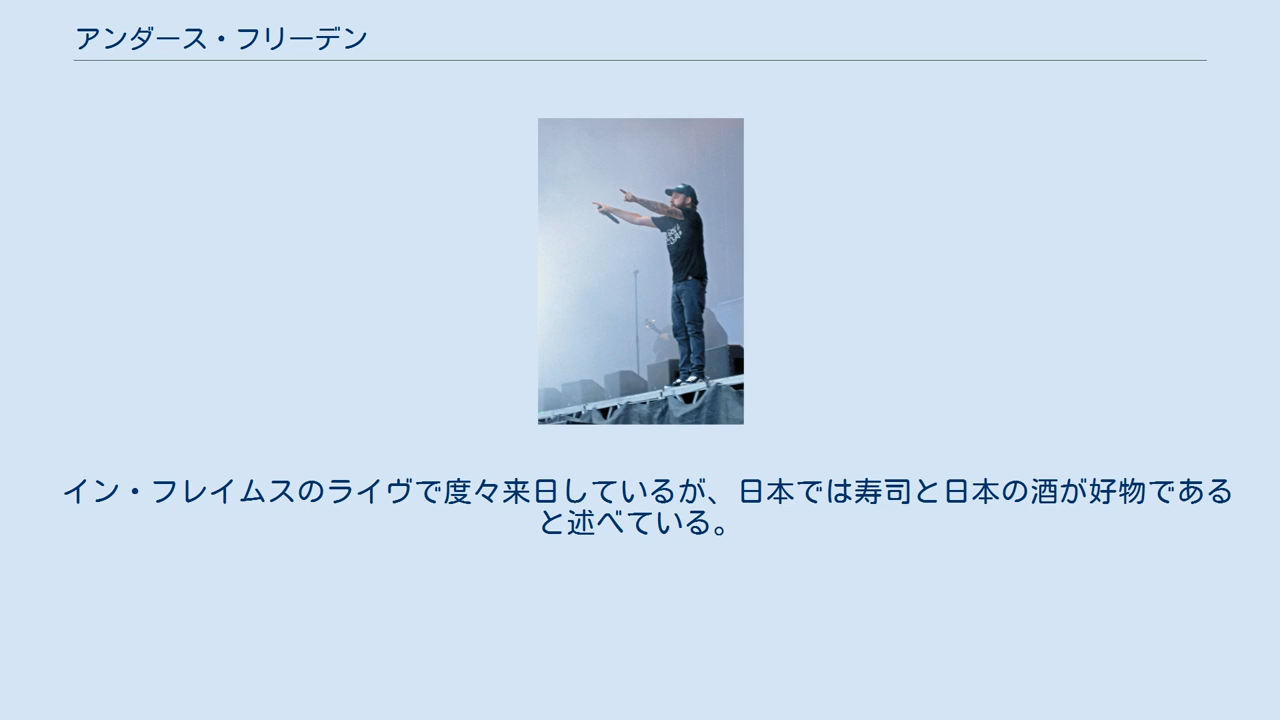 アンダース・フリーデン
イン・フレイムスのライヴで度々来日しているが、日本では寿司と日本の酒が好物である
と述べている。